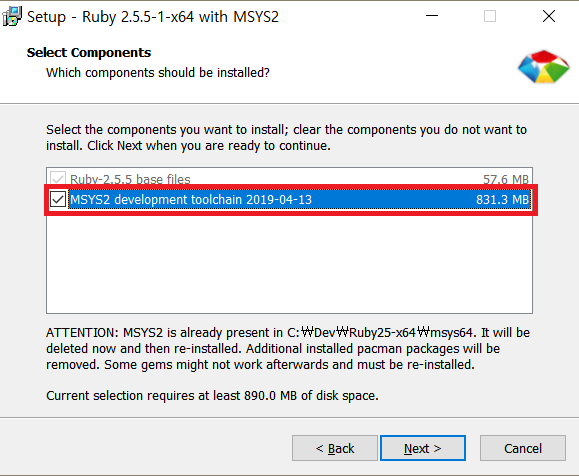 Setup - Ruby 2.5.5-1-x64 with MSYS2
Select Components
Which components should be installed?
Select the components you want to install; clear the components you do not want to
install. Click Next when you are ready to continue.
Ruby-2.5.5 base files 57.6 MB
MSYS2 development toolchain 2019-04-13 831.3 MB
ATTENTION: MSYS2 is already present in C:₩Dev₩Ruby25-x64₩msys64. It will be
deleted now and then re-installed. Additional installed pacman packages will be
removed. Some gems might not work afterwards and must be re-installed.
Current selection requires at least 890.0 MB of disk space.
< Back Next > Cancel